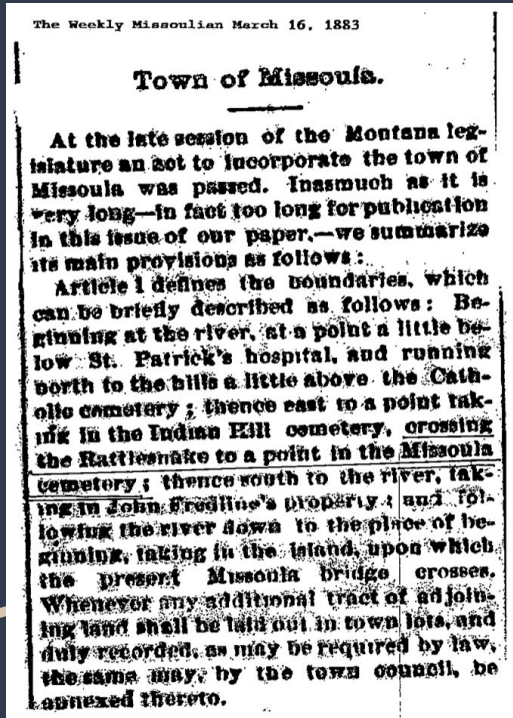 The Weekly Missoulian March 16, 1883
Town of Missoula.
At the late session of the Montana leg-
islature an act to incorporate the town of
Missoula was passed. Inasmuch as it is
very long—in fact too long for publication
in this issue of our paper,—we summarize
its main provisions as follows:
Article 1 defines the boundaries, which
can be briefly described as follows: Be-
ginning at the river, at a point a little be-
low St. Patrick's hospital, and running
north to the hills a little above the Cath-
olic cemetery; thence east to a point tak-
ing in the Indian Hill cemetery, crossing
the Rattlesnake to a point in the Missoula
cemetery; thence south to the river, tak-
ing in John property; and fol-
lowing the river down to the place of be-
ginning, taking in the island, upon which
the present Missoula bridge crosses.
Whenever any additional tract of adjoin-
ing land shall be laid out in town lots, and
duly recorded, as may be required by law,
the same may, by the town council, be
annexed thereto.